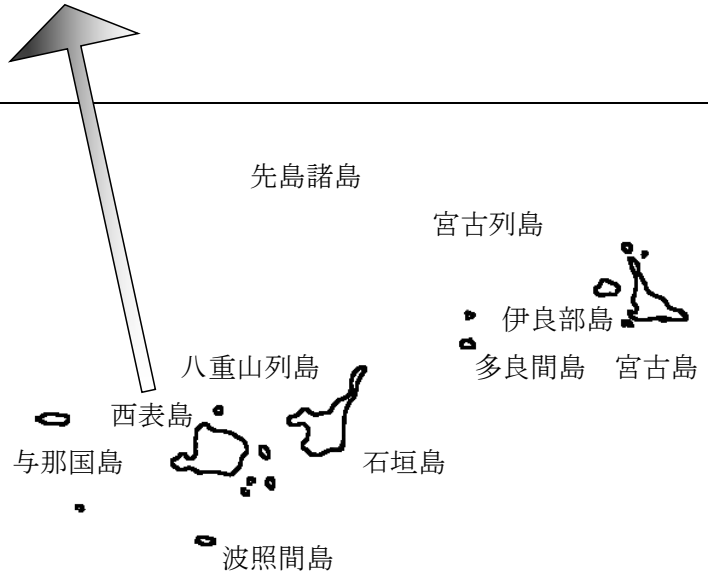 先島諸島
宮古列島
伊良部島
多良間島
宮古島
八重山列島
西表島
石垣島
与那国島
波照間島